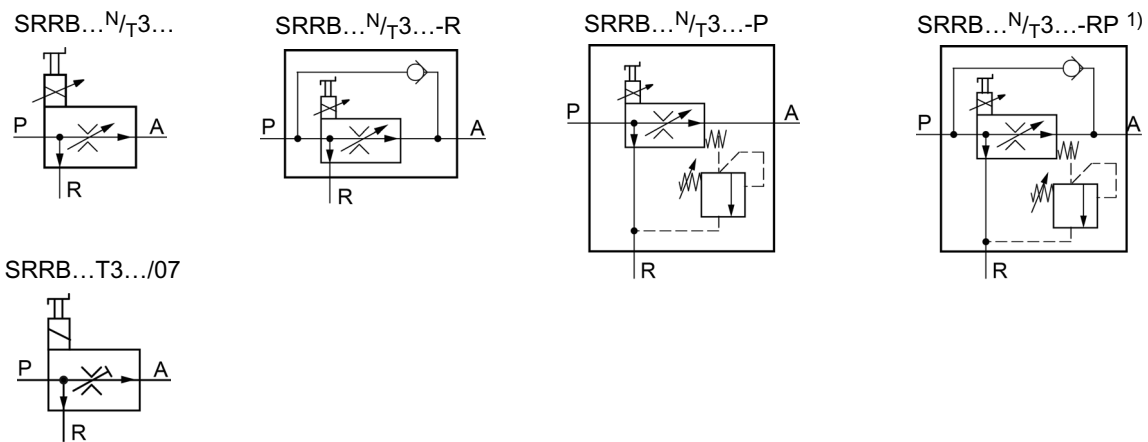 SRRB...N/T3...
P A
R
SRRB...N/T3...-R
P A
R
SRRB...N/T3...-P
P A
R
SRRB...N/T3...-RP 1)
P A
R
SRRB...T3.../07
P A
R